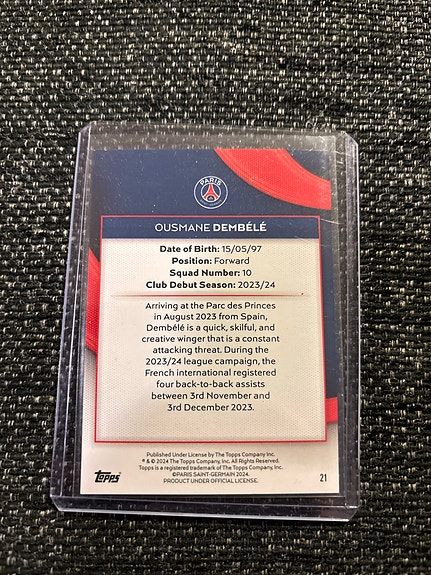 PARIS
OUSMANE DEMBÉLÉ
Date of Birth: 15/05/97
Position: Forward
Squad Number: 10
Club Debut Season: 2023/24
Arriving at the Parc des Princes
in August 2023 from Spain,
Dembélé is a quick, skilful, and
creative winger that is a constant
attacking threat. During the
2023/24 league campaign, the
French international registered
four back-to-back assists
between 3rd November and
3rd December 2023.
Published Under License by The Topps Company, Inc.
® & © 2024 The Topps Company, Inc. All Rights Reserved.
Topps is a registered trademark of The Topps Company, Inc.
©PARIS SAINT-GERMAIN 2024.
PRODUCT UNDER OFFICIAL LICENSE.
Topps
21